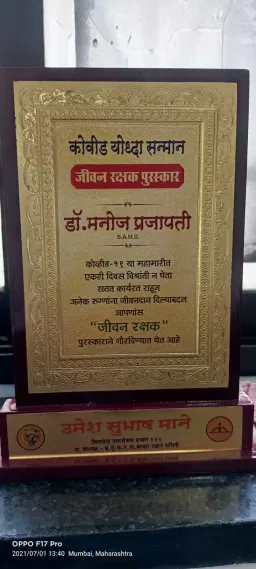 कोवीड योध्दा सन्मान
जीवन रक्षक पुरस्कार
डॉ.मनोज प्रजापती
B.A.M.S.
कोव्हीड-१९ या महामारीत
एकही दिवस विश्रांती न घेता
सतत कार्यरत राहून
अनेक रुग्णांना जीवनदान दिल्याबद्दल
आपणांस
“जीवन रक्षक”
पुरस्काराने गौरविण्यात येत आहे
उमेश सुभाष माने
OPPO F17 Pro
2021/07/01 13:40 Mumbai, Maharashtra